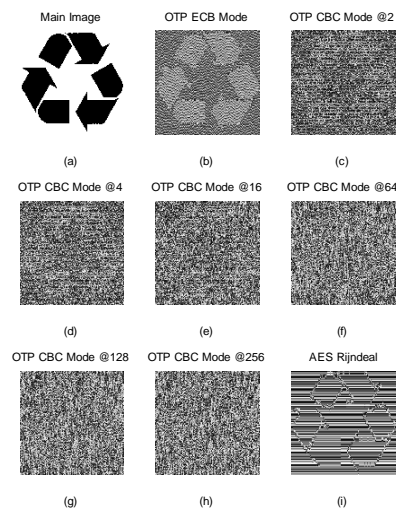 Main Image OTP ECB Mode OTP CBC Mode @2
(a) (b) (c)
OTP CBC Mode @4 OTP CBC Mode @16 OTP CBC Mode @64
(d) (e) (f)
OTP CBC Mode @128 OTP CBC Mode @256 AES Rijndeal
(g) (h) (i)